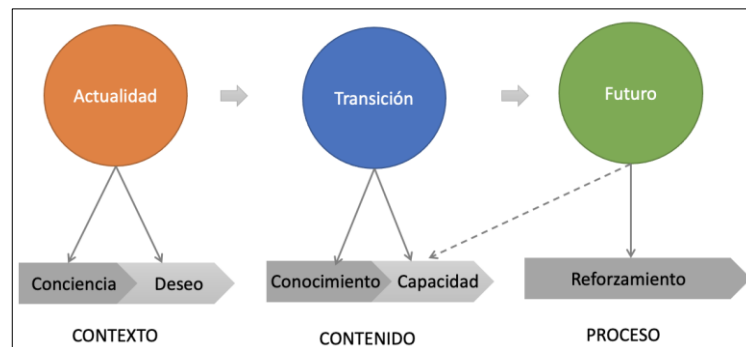 Actualidad
Transición
Futuro
Conciencia
Deseo
Conocimiento
Capacidad
Reforzamiento
CONTEXTO
CONTENIDO
PROCESO